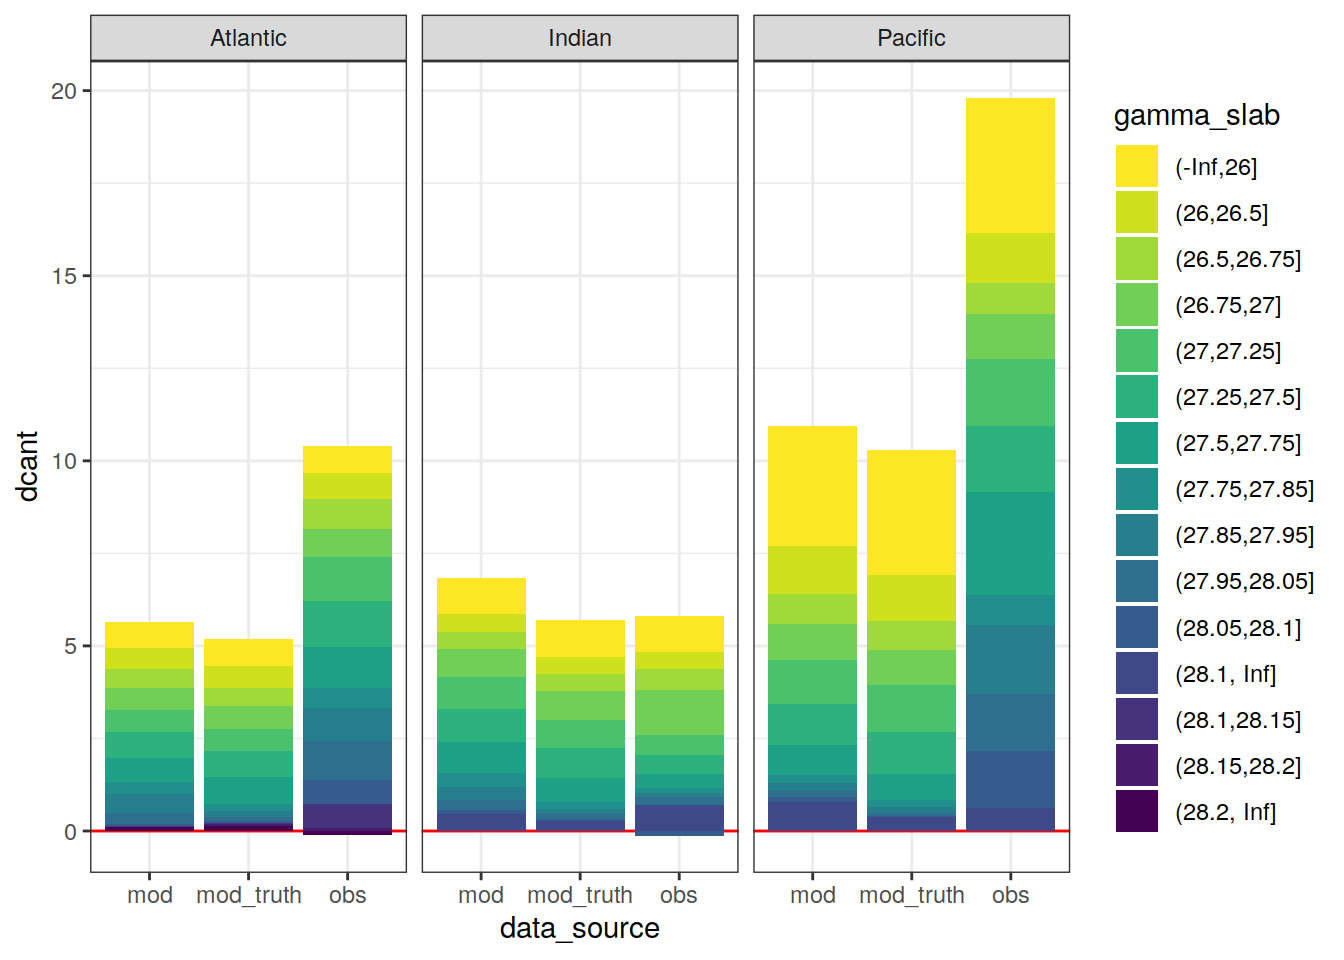 Atlantic
Indian
Pacific
20
15
10
5
0
dcant
mod
mod_truth
obs
mod
mod_truth
obs
mod
mod_truth
obs
data_source
gamma_slab
(-Inf,26]
(26,26.5]
(26.5,26.75]
(26.75,27]
(27,27.25]
(27.25,27.5]
(27.5,27.75]
(27.75,27.85]
(27.85,27.95]
(27.95,28.05]
(28.05,28.1]
(28.1, Inf]
(28.1,28.15]
(28.15,28.2]
(28.2, Inf]